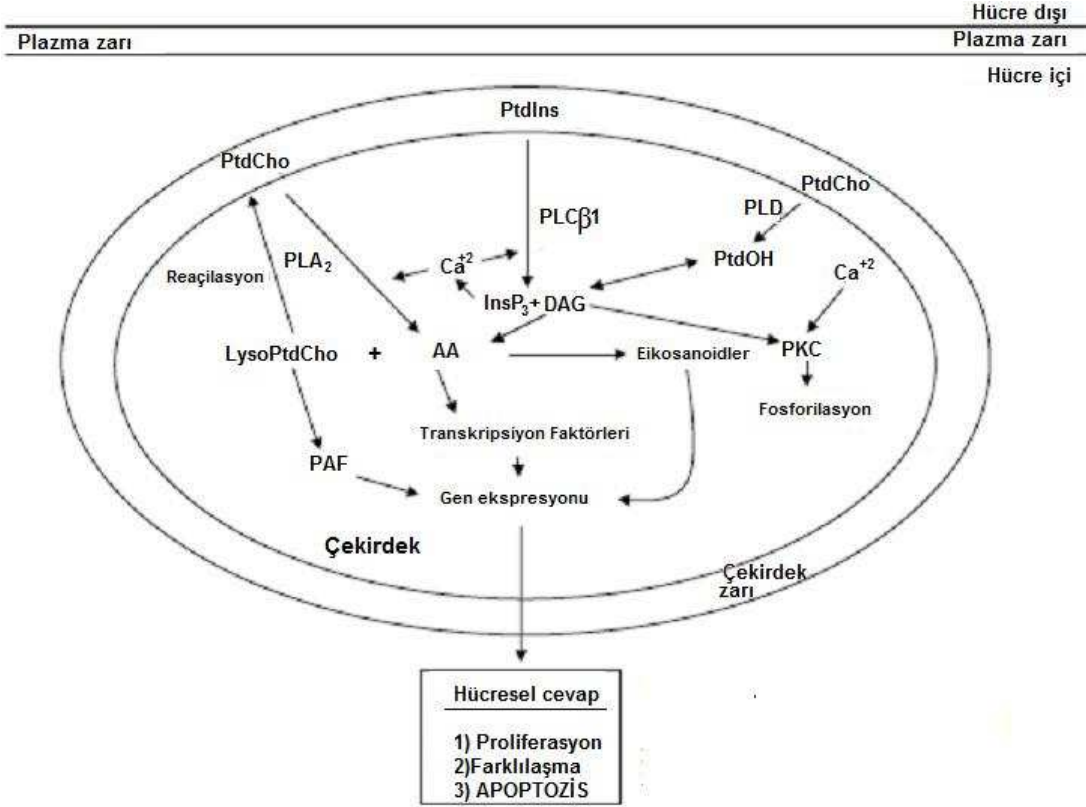 Hücre dışı
Plazma zarı Plazma zarı
Hücre içi
PtdIns
PtdCho
PtdCho
PLD
PLCβ1
PLA2
Ca+2
PtdOH
Ca+2
Reaçilasyon
InsP3+ DAG
LysoPtdCho + AA
Eikosanoidler
PKC
Fosforilasyon
Transkripsiyon Faktörleri
PAF
Gen ekspresyonu
Çekirdek
Çekirdek
zarı
Hücresel cevap
1) Proliferasyon
2)Farklılaşma
3) APOPTOZİS